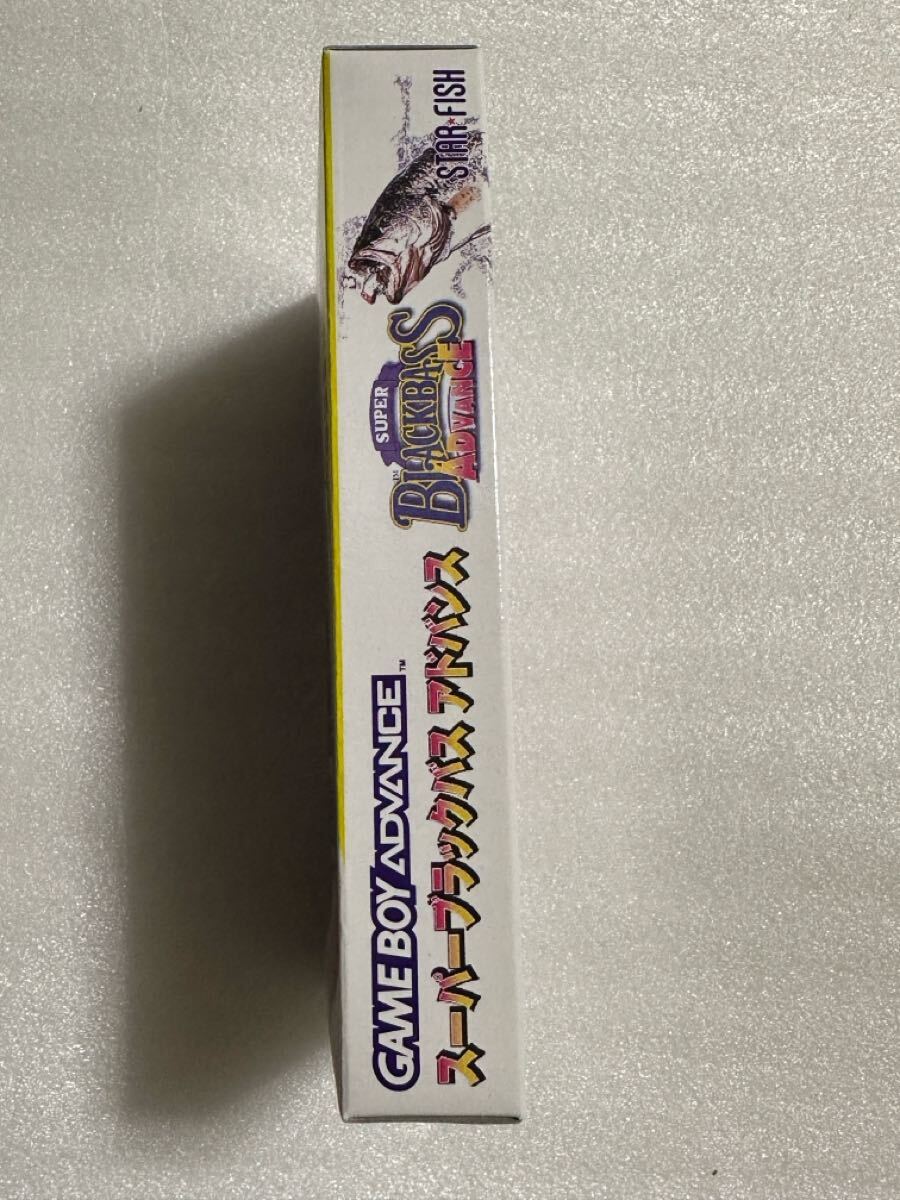 GAME BOY ADVANCE™
スーパーブラックバス アドバンス
SUPER
BLACKBASS
ADVANCE
STAR★FISH